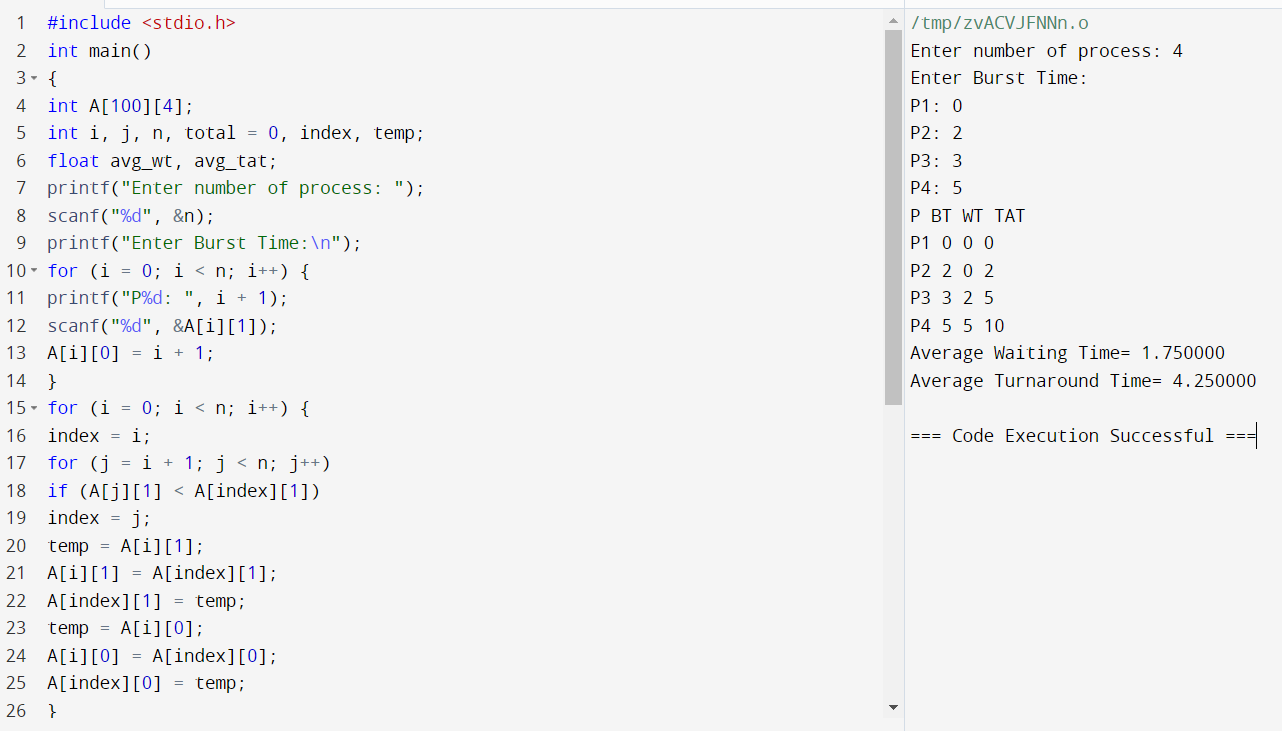 1 #include <stdio.h>
2 int main()
3 {
4 int A[100][4];
5 int i, j, n, total = 0, index, temp;
6 float avg_wt, avg_tat;
7 printf("Enter number of process: ");
8 scanf("%d", &n);
9 printf("Enter Burst Time:\n");
10 for (i = 0; i < n; i++) {
11 printf("P%d: ", i + 1);
12 scanf("%d", &A[i][1]);
13 A[i][0] = i + 1;
14 }
15 for (i = 0; i < n; i++) {
16 index = i;
17 for (j = i + 1; j < n; j++)
18 if (A[j][1] < A[index][1])
19 index = j;
20 temp = A[i][1];
21 A[i][1] = A[index][1];
22 A[index][1] = temp;
23 temp = A[i][0];
24 A[i][0] = A[index][0];
25 A[index][0] = temp;
26 }
/tmp/zvACVJFNNn.o
Enter number of process: 4
Enter Burst Time:
P1: 0
P2: 2
P3: 3
P4: 5
P BT WT TAT
P1 0 0 0
P2 2 0 2
P3 3 2 5
P4 5 5 10
Average Waiting Time= 1.750000
Average Turnaround Time= 4.250000
=== Code Execution Successful ===